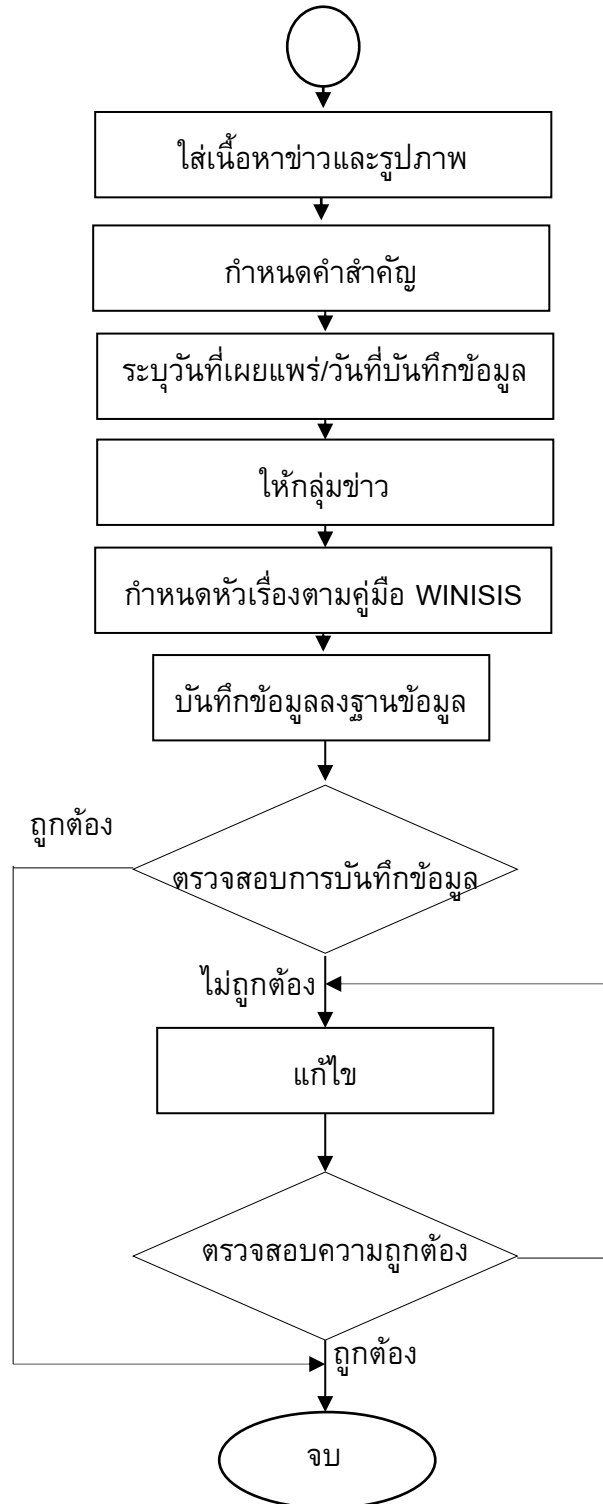 ใส่เนื้อหาข่าวและรูปภาพ
กำหนดคำสำคัญ
ระบุวันที่เผยแพร่/วันที่บันทึกข้อมูล
ให้กลุ่มข่าว
กำหนดหัวเรื่องตามคู่มือ WINISIS
บันทึกข้อมูลลงฐานข้อมูล
ถูกต้อง
ตรวจสอบการบันทึกข้อมูล
ไม่ถูกต้อง
แก้ไข
ตรวจสอบความถูกต้อง
ถูกต้อง
จบ